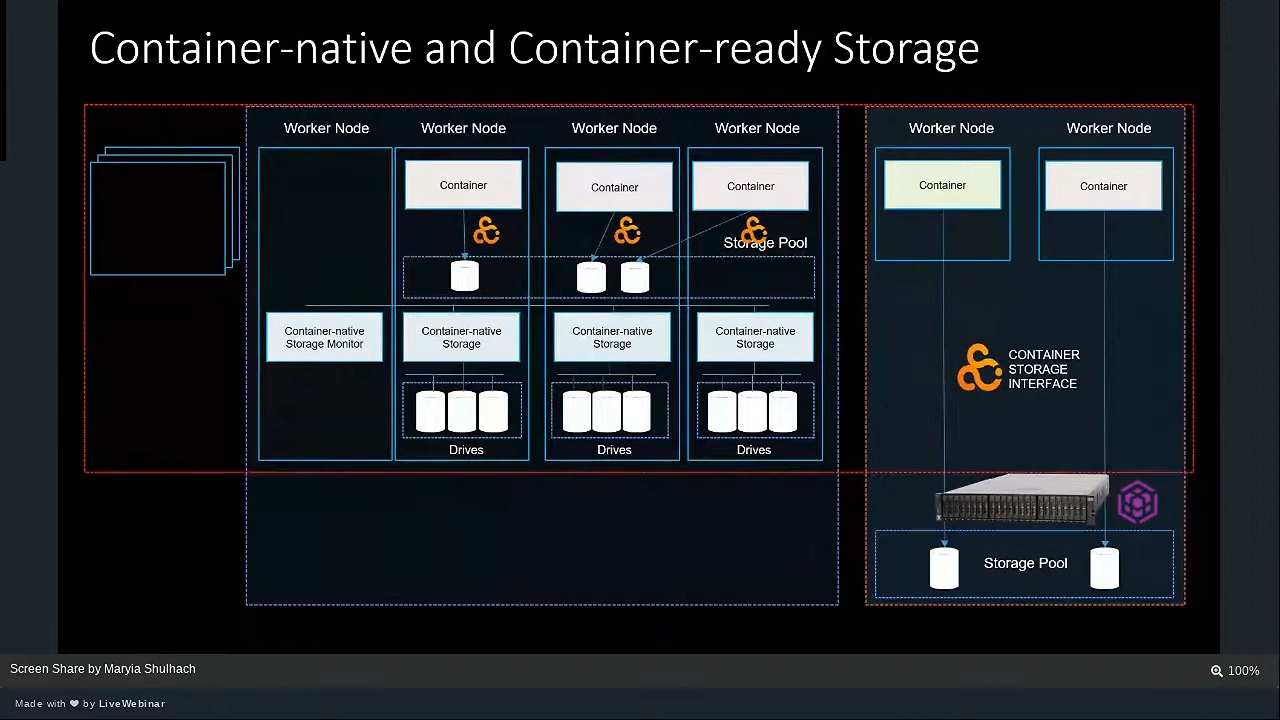 Container-native and Container-ready Storage
Worker Node
Worker Node
Worker Node
Worker Node
Worker Node
Worker Node
Container
Container
Container
Container
Container
Storage Pool
Container-native
Storage Monitor
Container-native
Storage
Container-native
Storage
Container-native
Storage
CONTAINER
STORAGE
INTERFACE
Drives
Drives
Drives
Storage Pool
Screen Share by Maryia Shulhach
100%
Made with by LiveWebinar